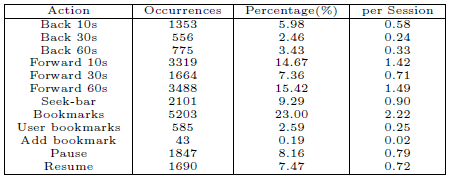 Action Occurrences Percentage(%) per Session
Back 10s 1353 5.98 0.58
Back 30s 556 2.46 0.24
Back 60s 775 3.43 0.33
Forward 10s 3319 14.67 1.42
Forward 30s 1664 7.36 0.71
Forward 60s 3488 15.42 1.49
Seek-bar 2101 9.29 0.90
Bookmarks 5203 23.00 2.22
User bookmarks 585 2.59 0.25
Add bookmark 43 0.19 0.02
Pause 1847 8.16 0.79
Resume 1690 7.47 0.72